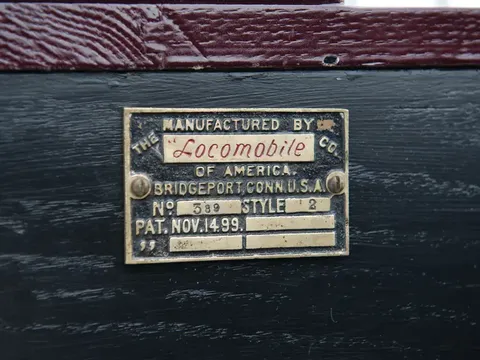 MANUFACTURED BY
THE "Locomobile CO.
OF AMERICA.
BRIDGEPORT, CONN. U.S.A.
No 389 STYLE 2
PAT. NOV. 14.99.
"